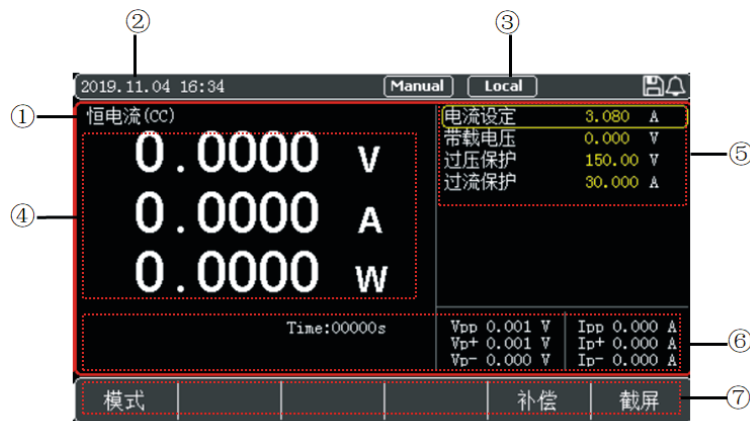 ② ③
2019.11.04 16:34 Manual Local
① 恒电流(CC)
0.0000 V
④ 0.0000 A
0.0000 W
电流设定 3.080 A
带载电压 0.000 V
⑤ 过压保护 150.00 V
过流保护 30.000 A
Time:00000s
Vpp 0.001 V Ipp 0.000 A
Vp+ 0.001 V Ip+ 0.000 A ⑥
Vp- 0.000 V Ip- 0.000 A
模式 补偿 截屏 ⑦